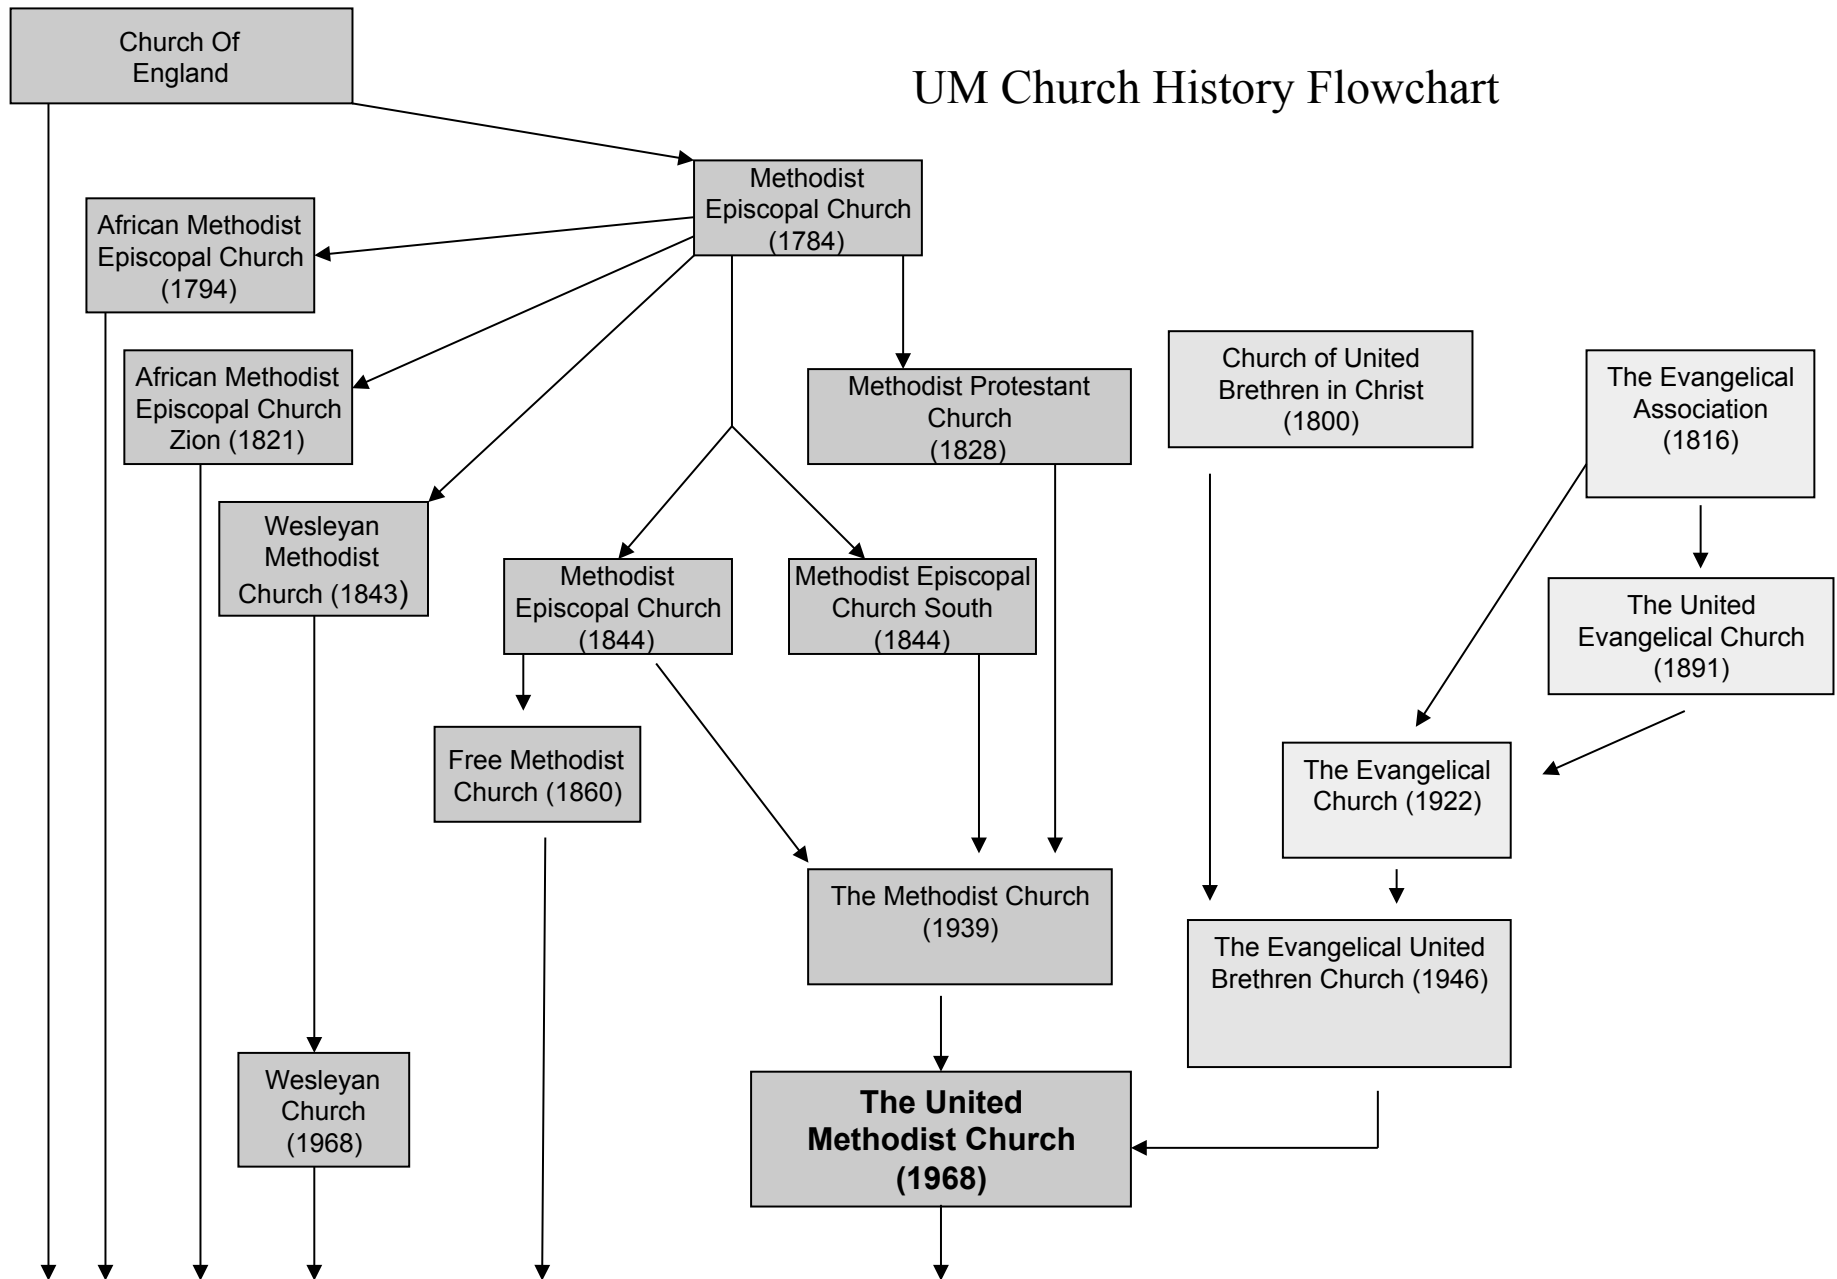 Church Of
England
UM Church History Flowchart
Methodist
Episcopal Church
(1784)
African Methodist
Episcopal Church
(1794)
African Methodist
Episcopal Church
Zion (1821)
Methodist Protestant
Church
(1828)
Church of United
Brethren in Christ
(1800)
The Evangelical
Association
(1816)
Wesleyan
Methodist
Church (1843)
Methodist
Episcopal Church
(1844)
Methodist Episcopal
Church South
(1844)
The United
Evangelical Church
(1891)
Free Methodist
Church (1860)
The Evangelical
Church (1922)
The Methodist Church
(1939)
The Evangelical United
Brethren Church (1946)
Wesleyan
Church
(1968)
The United
Methodist Church
(1968)